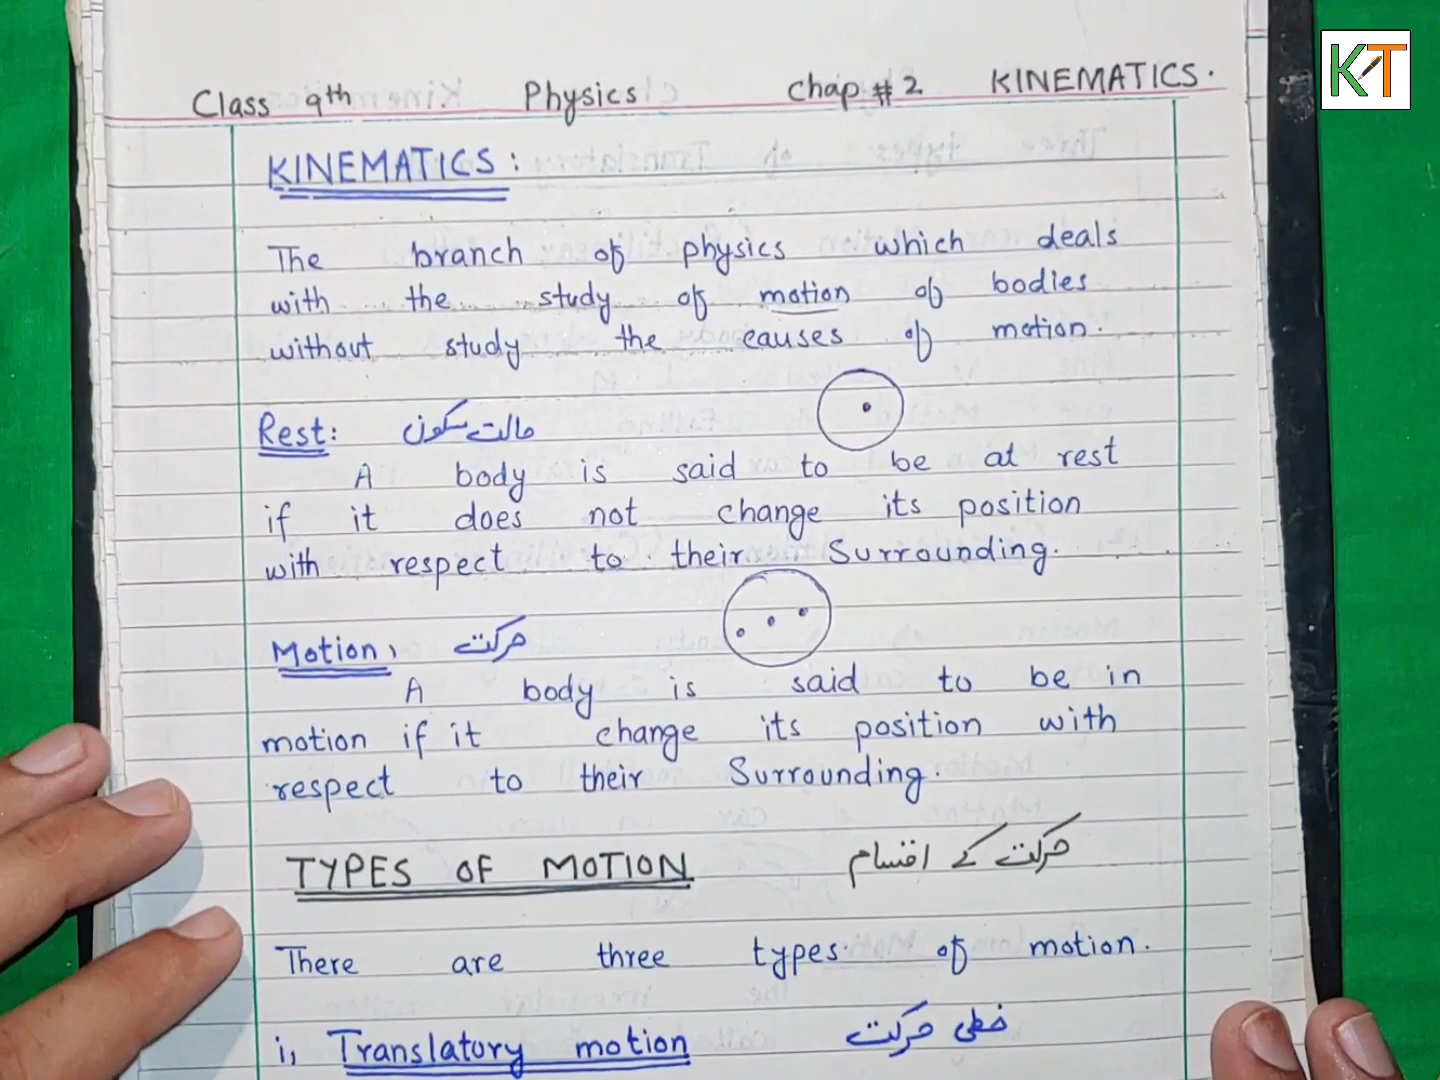 KT
Class 9th Physics Chap # 2 KINEMATICS.
KINEMATICS:
The branch of physics which deals
with the study of motion of bodies
without study the causes of motion.
Rest: حالت سکون
A body is said to be at rest
if it does not change its position
with respect to their Surrounding.
Motion, حرکت
A body is said to be in
motion if it change its position with
respect to their Surrounding.
TYPES OF MOTION حرکت کے اقسام
There are three types of motion.
i, Translatory motion خطی حرکت